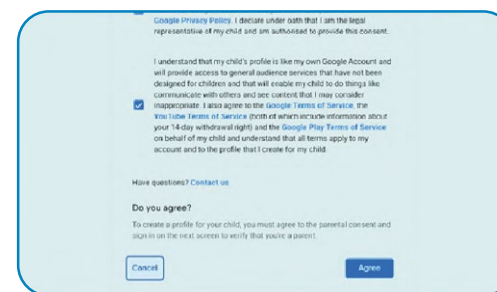 Google Privacy Policy. I declare under oath that I am the legal
representative of my child and am authorised to provide this consent.
I understand that my child's profile is like my own Google Account and
will provide access to general audience services that have not been
designed for children and that will enable my child to do things like
communicate with others and see content that I may consider
inappropriate. I also agree to the Google Terms of Service, the
YouTube Terms of Service (both of which include information about
your 14-day withdrawal right) and the Google Play Terms of Service
on behalf of my child and understand that all terms apply to my
account and to the profile that I create for my child
Have questions? Contact us
Do you agree?
To create a profile for your child, you must agree to the parental consent and
sign in on the next screen to verify that you're a parent.
Cancel
Agree